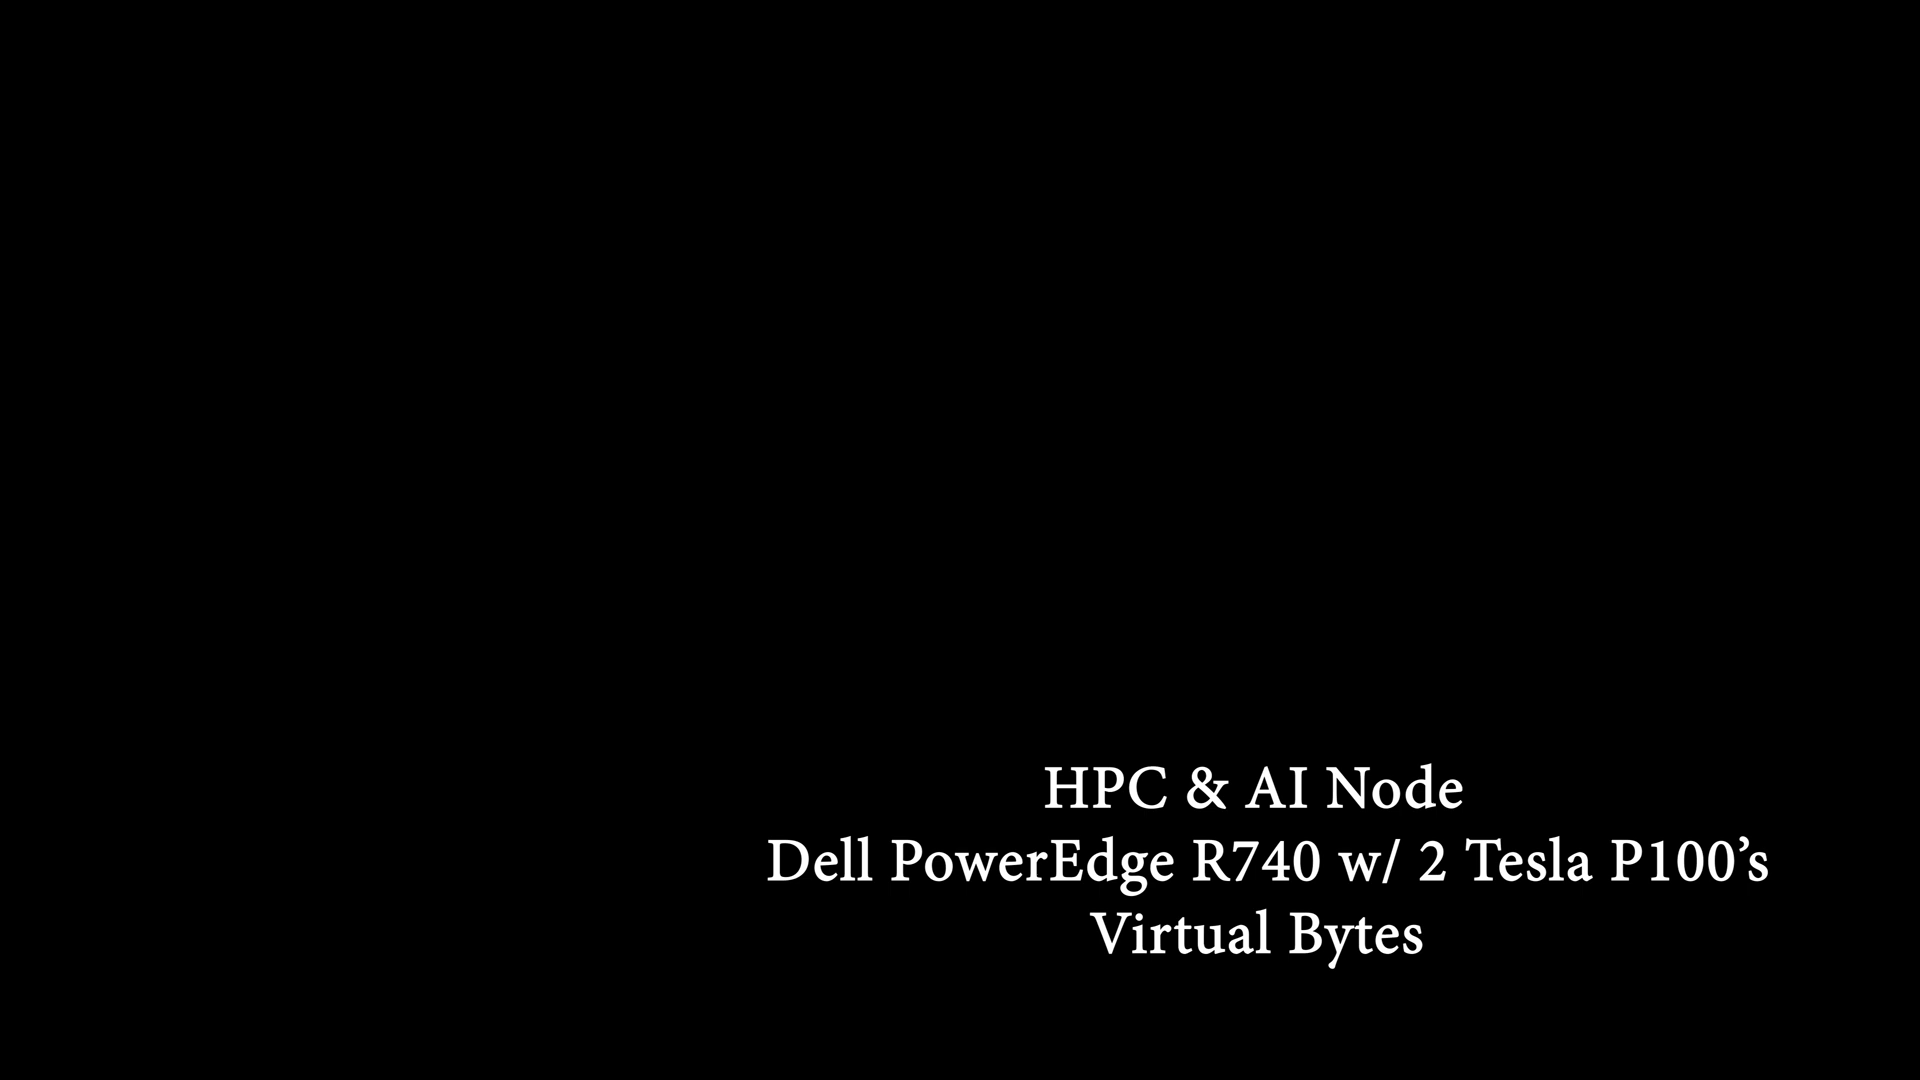 HPC & AI Node
Dell PowerEdge R740 w/ 2 Tesla P100’s
Virtual Bytes